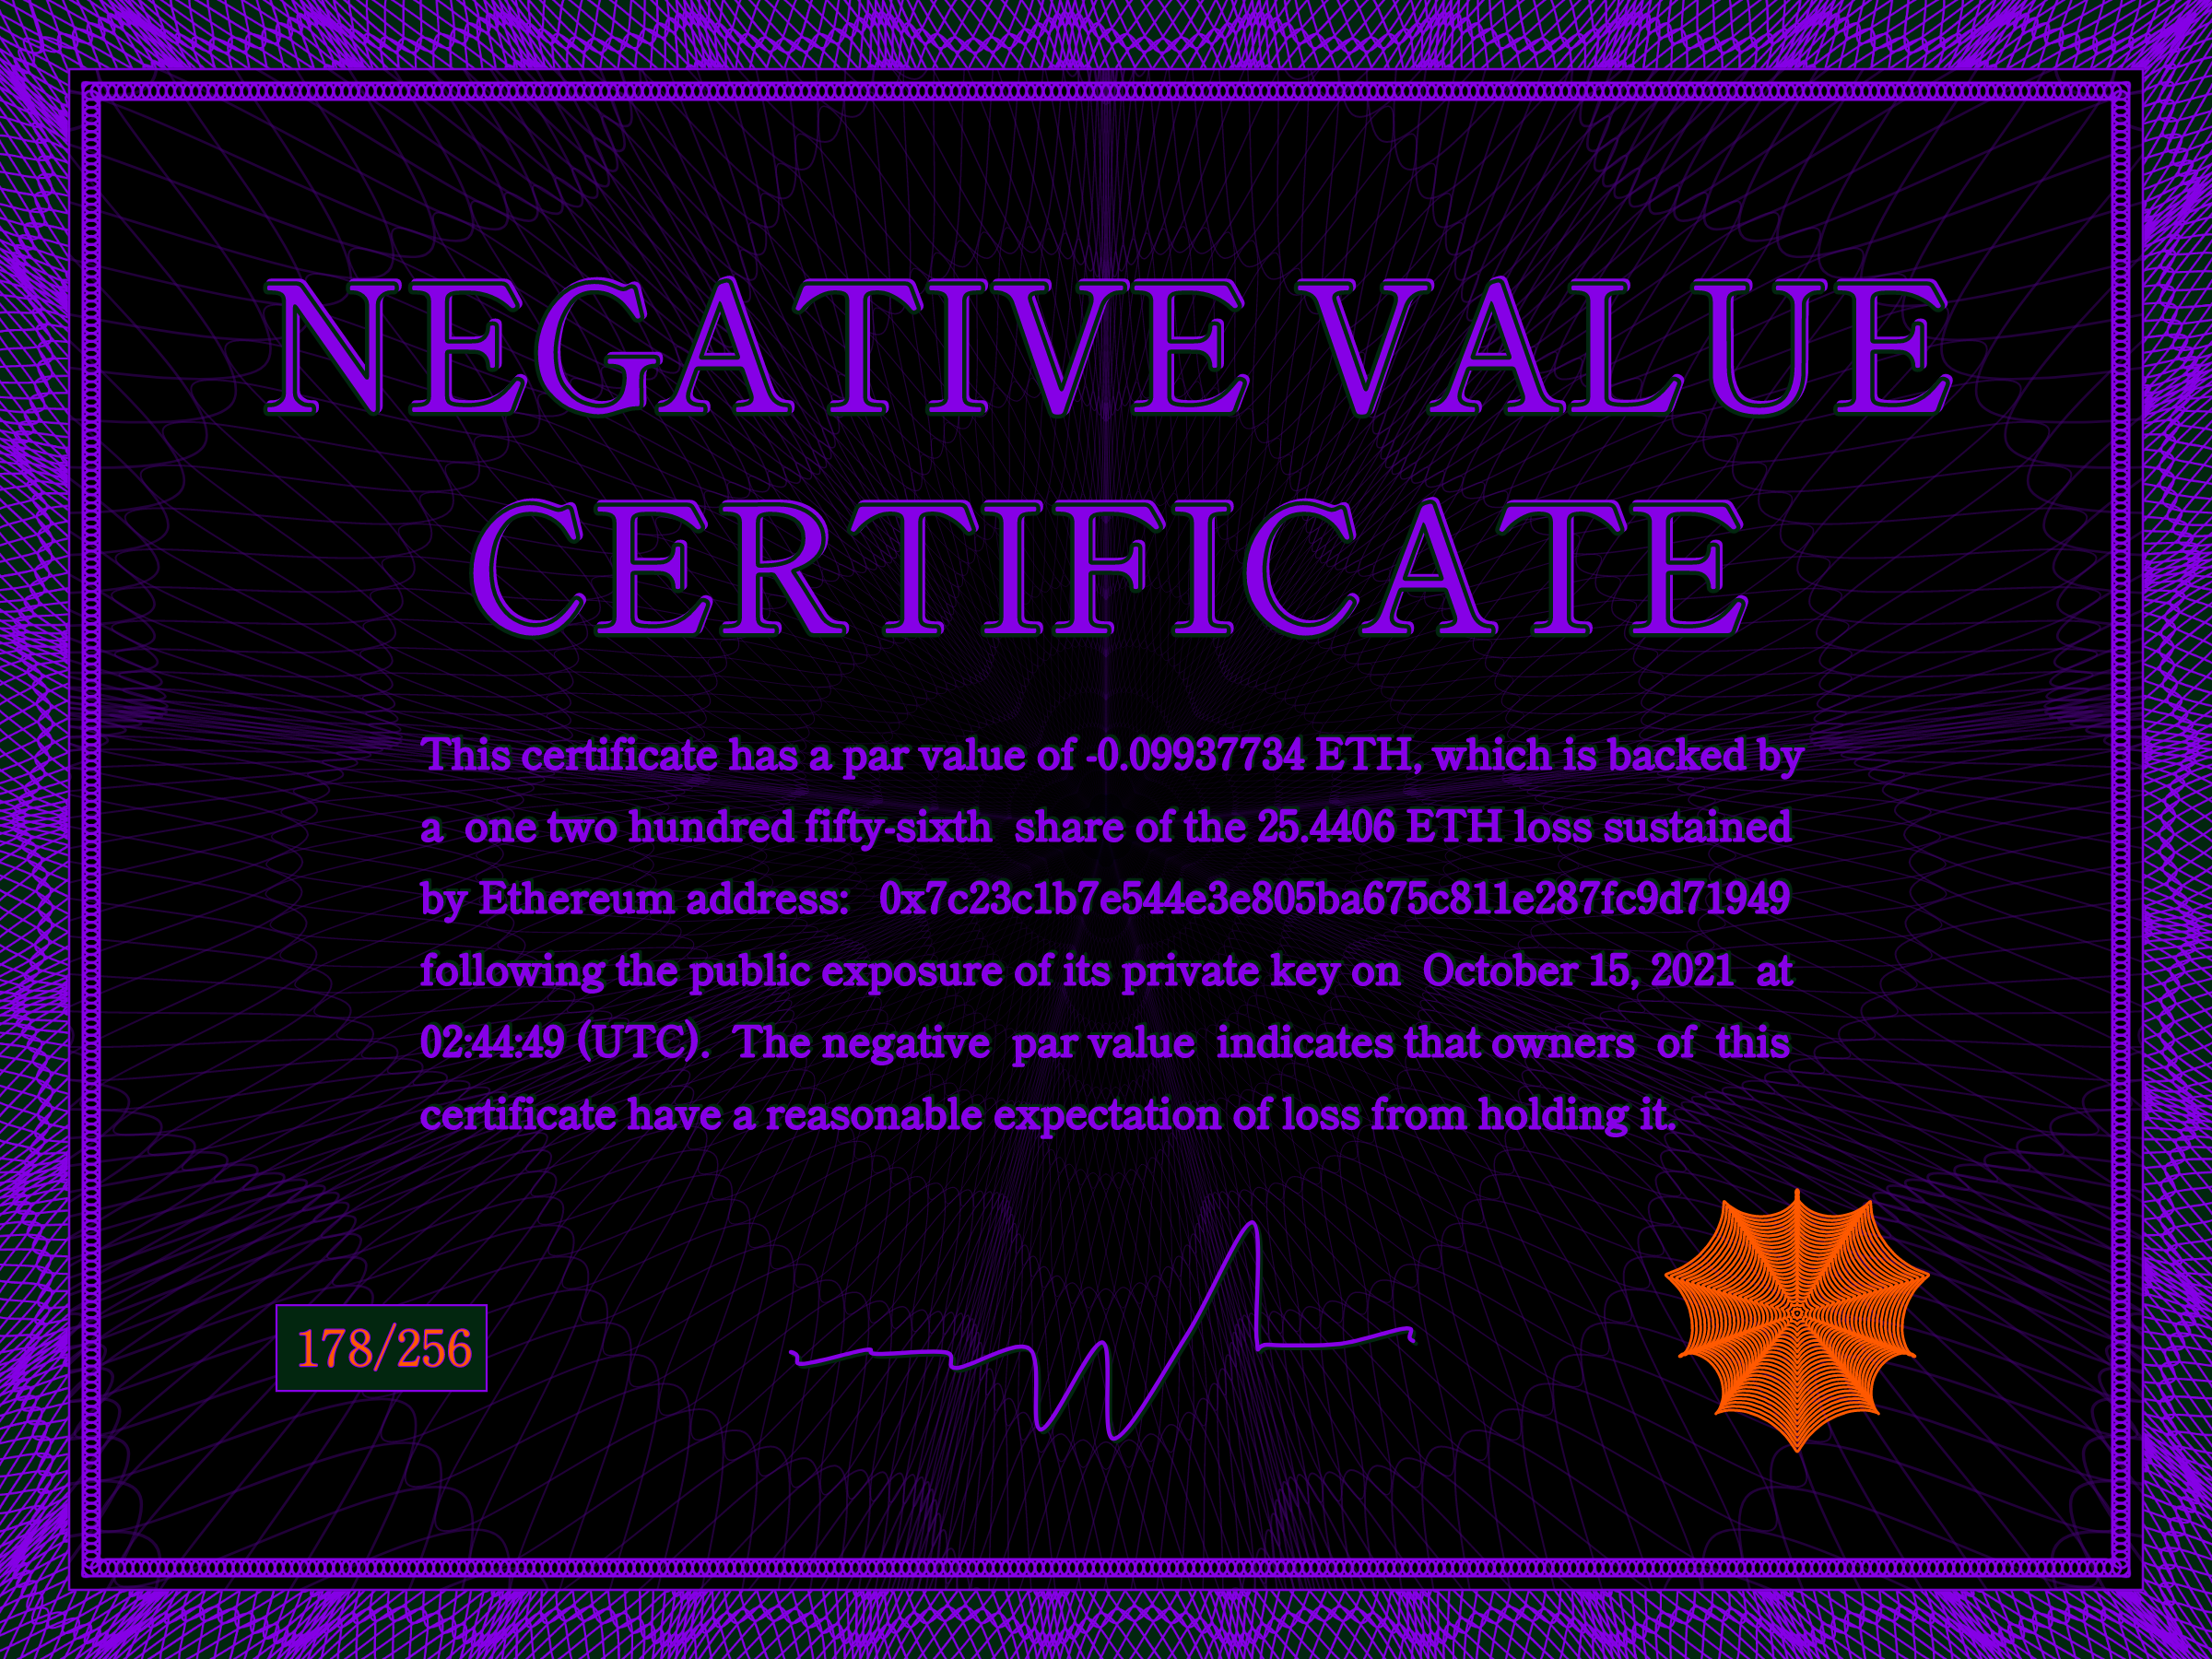 NEGATIVE VALUE
CERTIFICATE
This certificate has a par value of -0.09937734 ETH, which is backed by
a one two hundred fifty-sixth share of the 25.4406 ETH loss sustained
by Ethereum address: 0x7c23c1b7e544e3e805ba675c811e287fc9d71949
following the public exposure of its private key on October 15, 2021 at
02:44:49 (UTC). The negative par value indicates that owners of this
certificate have a reasonable expectation of loss from holding it.
178/256